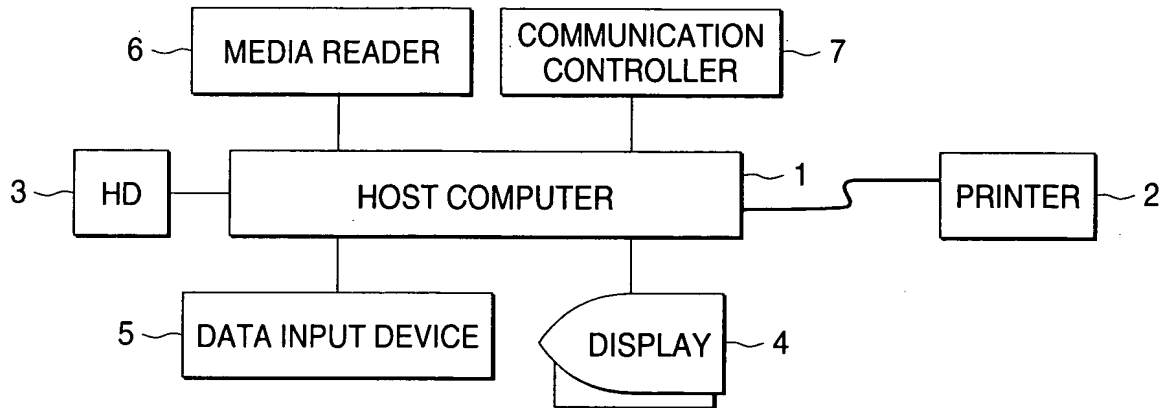 6
MEDIA READER
COMMUNICATION
CONTROLLER
7
3
HD
HOST COMPUTER
1
PRINTER
2
5
DATA INPUT DEVICE
DISPLAY
4